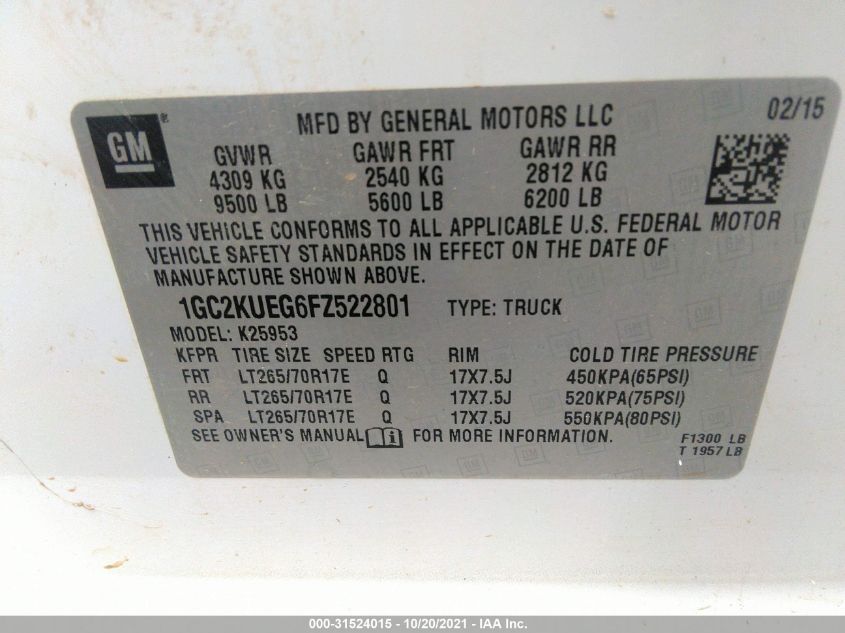 GM ® MFD BY GENERAL MOTORS LLC 02/15
GVWR GAWR FRT GAWR RR
4309 KG 2540 KG 2812 KG
9500 LB 5600 LB 6200 LB
THIS VEHICLE CONFORMS TO ALL APPLICABLE U.S. FEDERAL MOTOR
VEHICLE SAFETY STANDARDS IN EFFECT ON THE DATE OF
MANUFACTURE SHOWN ABOVE.
1GC2KUEG6FZ522801 TYPE: TRUCK
MODEL: K25953
KFPR TIRE SIZE SPEED RTG RIM COLD TIRE PRESSURE
FRT LT265/70R17E Q 17X7.5J 450KPA(65PSI)
RR LT265/70R17E Q 17X7.5J 520KPA(75PSI)
SPA LT265/70R17E Q 17X7.5J 550KPA(80PSI)
SEE OWNER'S MANUAL i FOR MORE INFORMATION.
F1300 LB
T 1957 LB
000-31524015 - 10/20/2021 - IAA Inc.